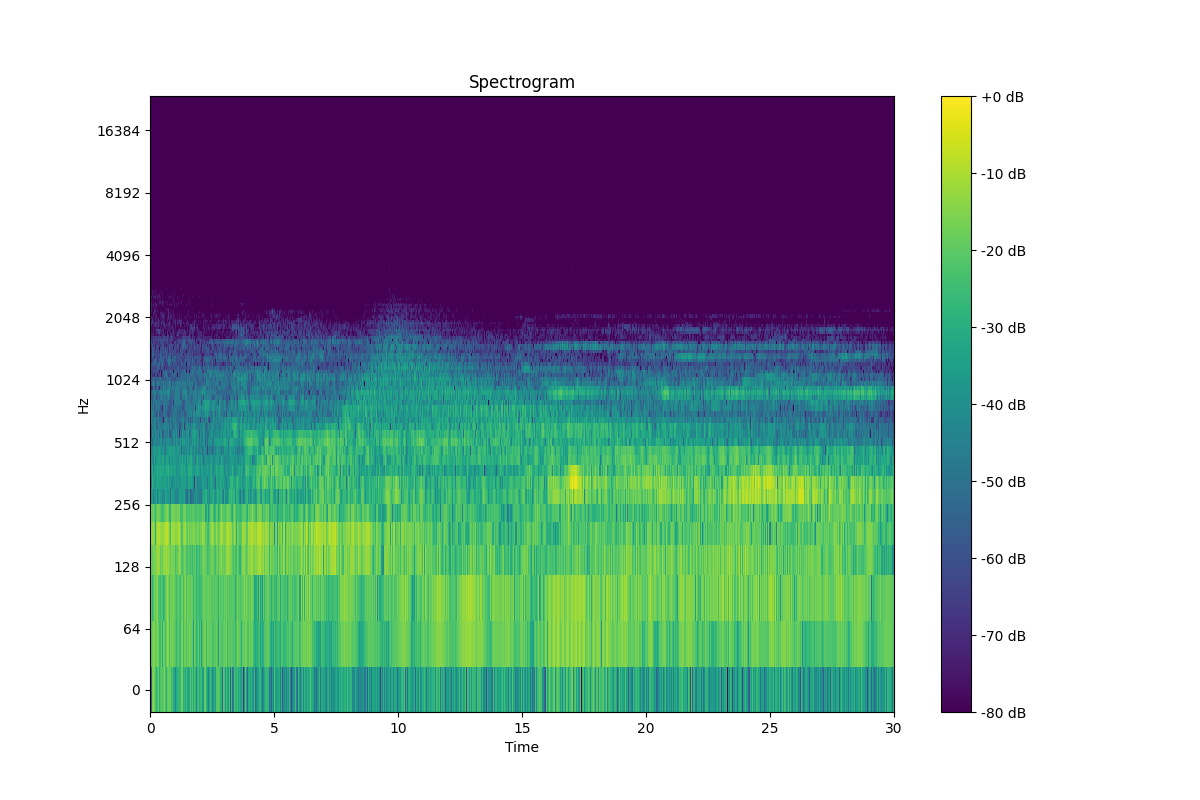 Spectrogram
16384
8192
4096
2048
1024
512
256
128
64
0
Hz
0 5 10 15 20 25 30
Time
+0 dB
-10 dB
-20 dB
-30 dB
-40 dB
-50 dB
-60 dB
-70 dB
-80 dB